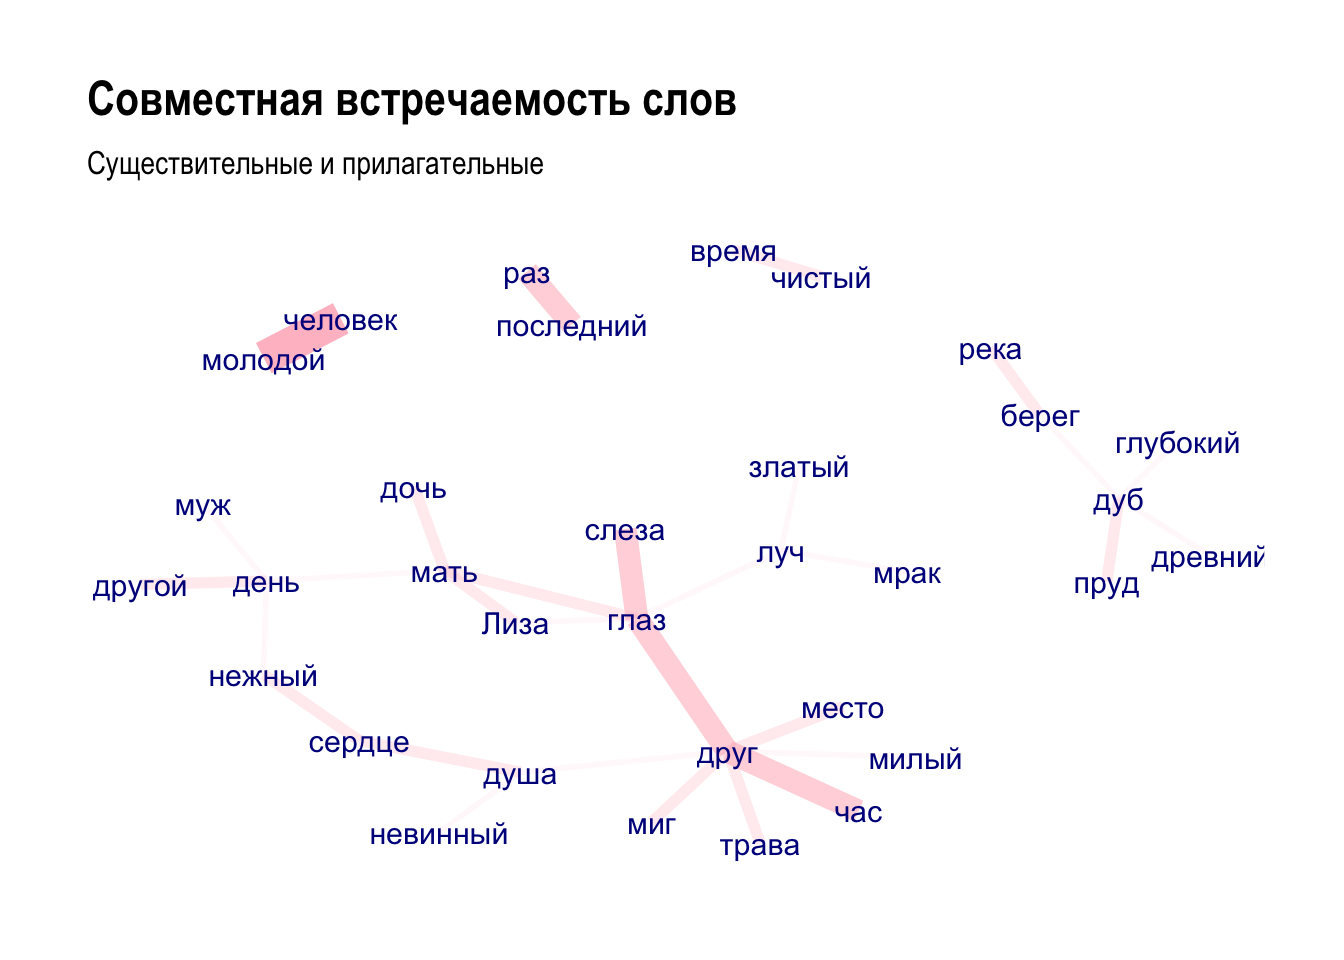 Совместная встречаемость слов
Существительные и прилагательные
время
раз
чистый
человек
последний
река
молодой
берег
глубокий
златый
дочь
дуб
муж
слеза
луч
древний
мать
мрак
день
другой
пруд
глаз
Лиза
нежный
место
сердце
друг
милый
душа
час
миг
невинный
трава